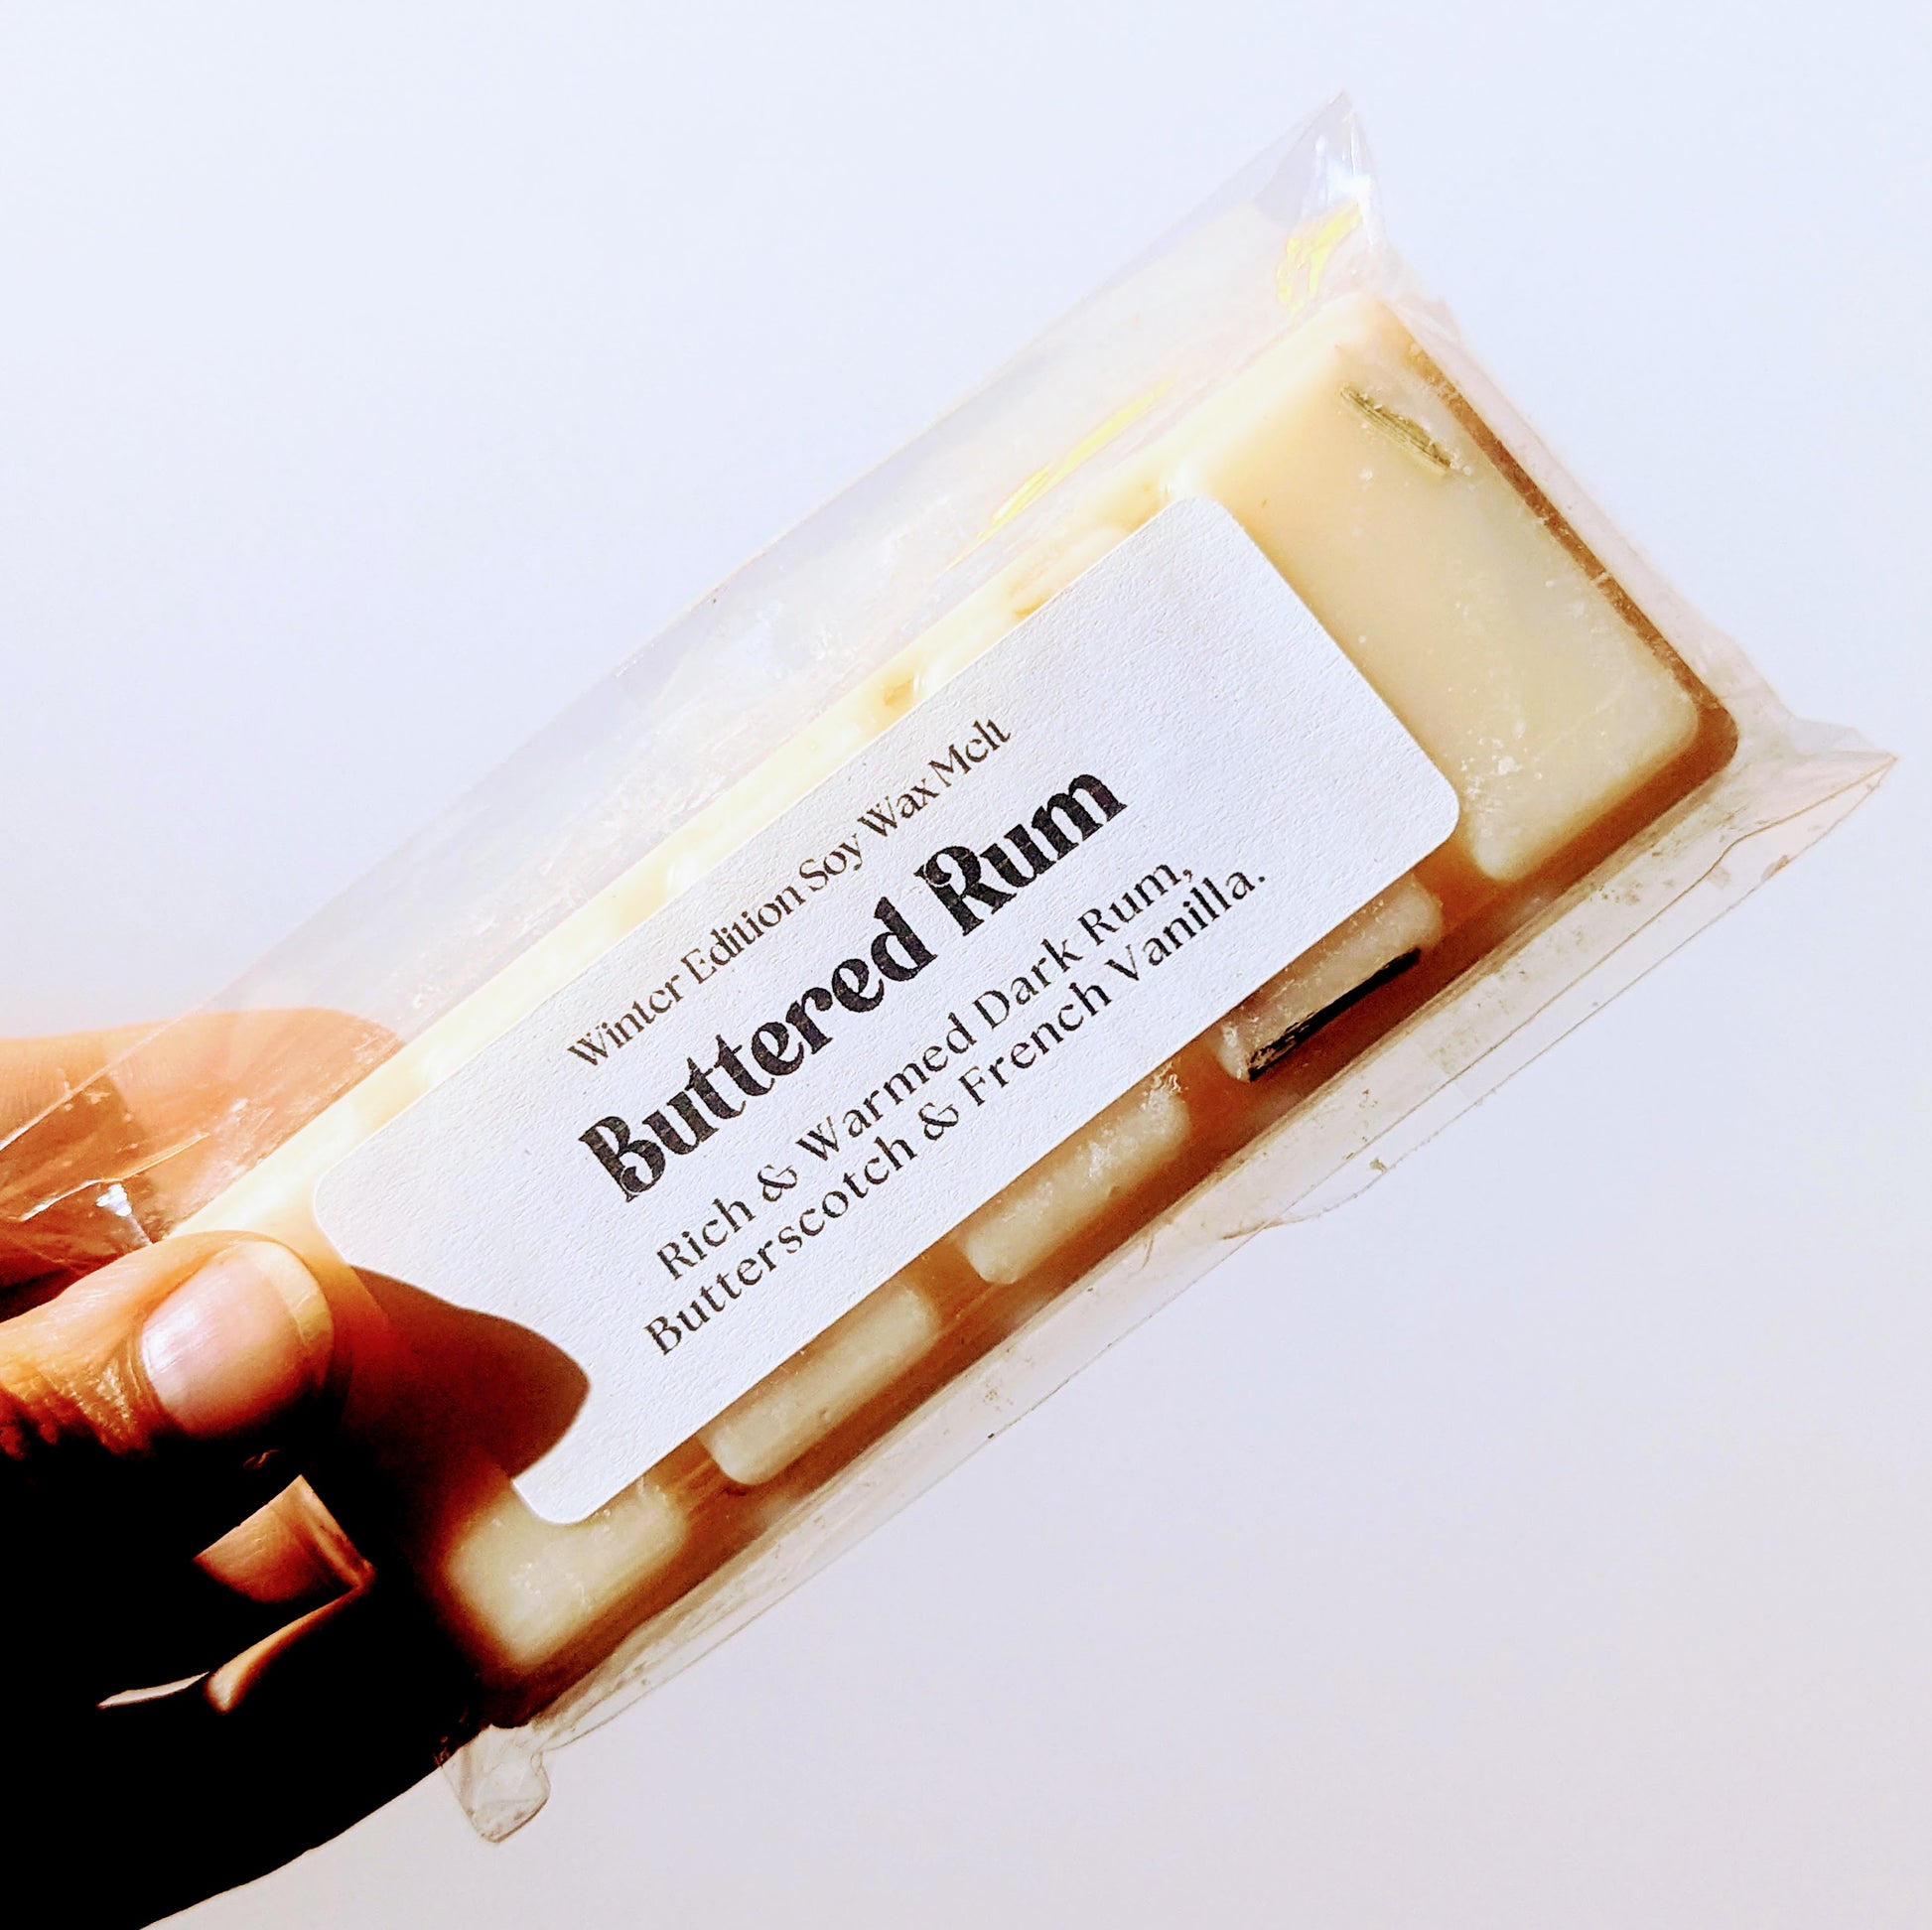 Winter Edition Soy Wax Melt
Buttered Rum
Rich & Warmed Dark Rum,
Butterscotch & French Vanilla.